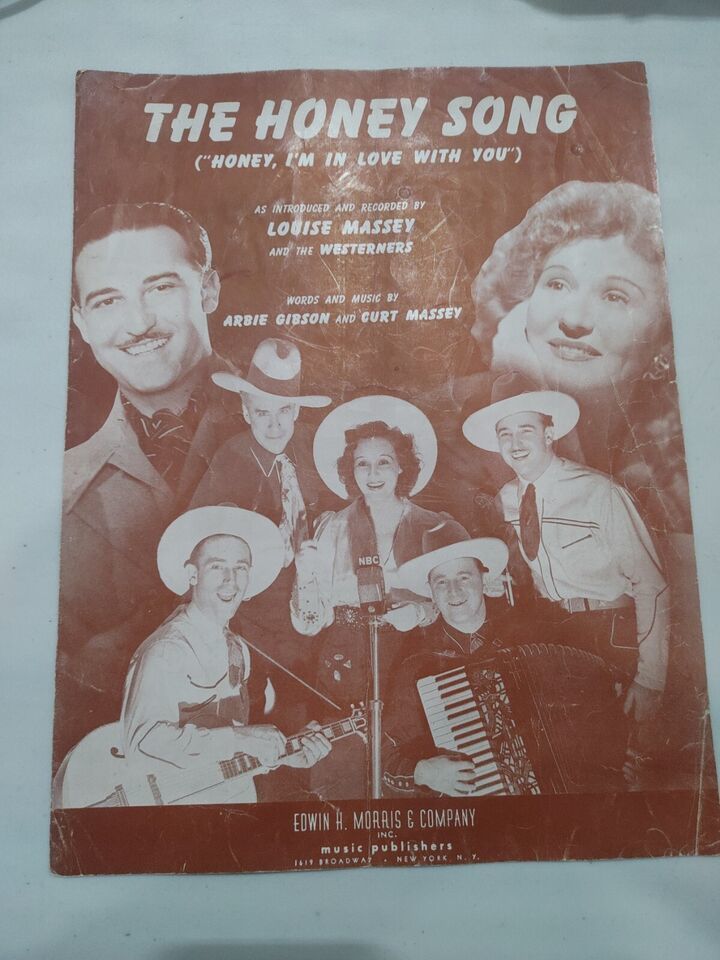 THE HONEY SONG
("HONEY, I'M IN LOVE WITH YOU")
AS INTRODUCED AND RECORDED BY
LOUISE MASSEY
AND THE WESTERNERS
WORDS AND MUSIC BY
ARBIE GIBSON AND CURT MASSEY
NBC
EDWIN H. MORRIS & COMPANY
INC.
music publishers
1619 BROADWAY • NEW YORK, N. Y.